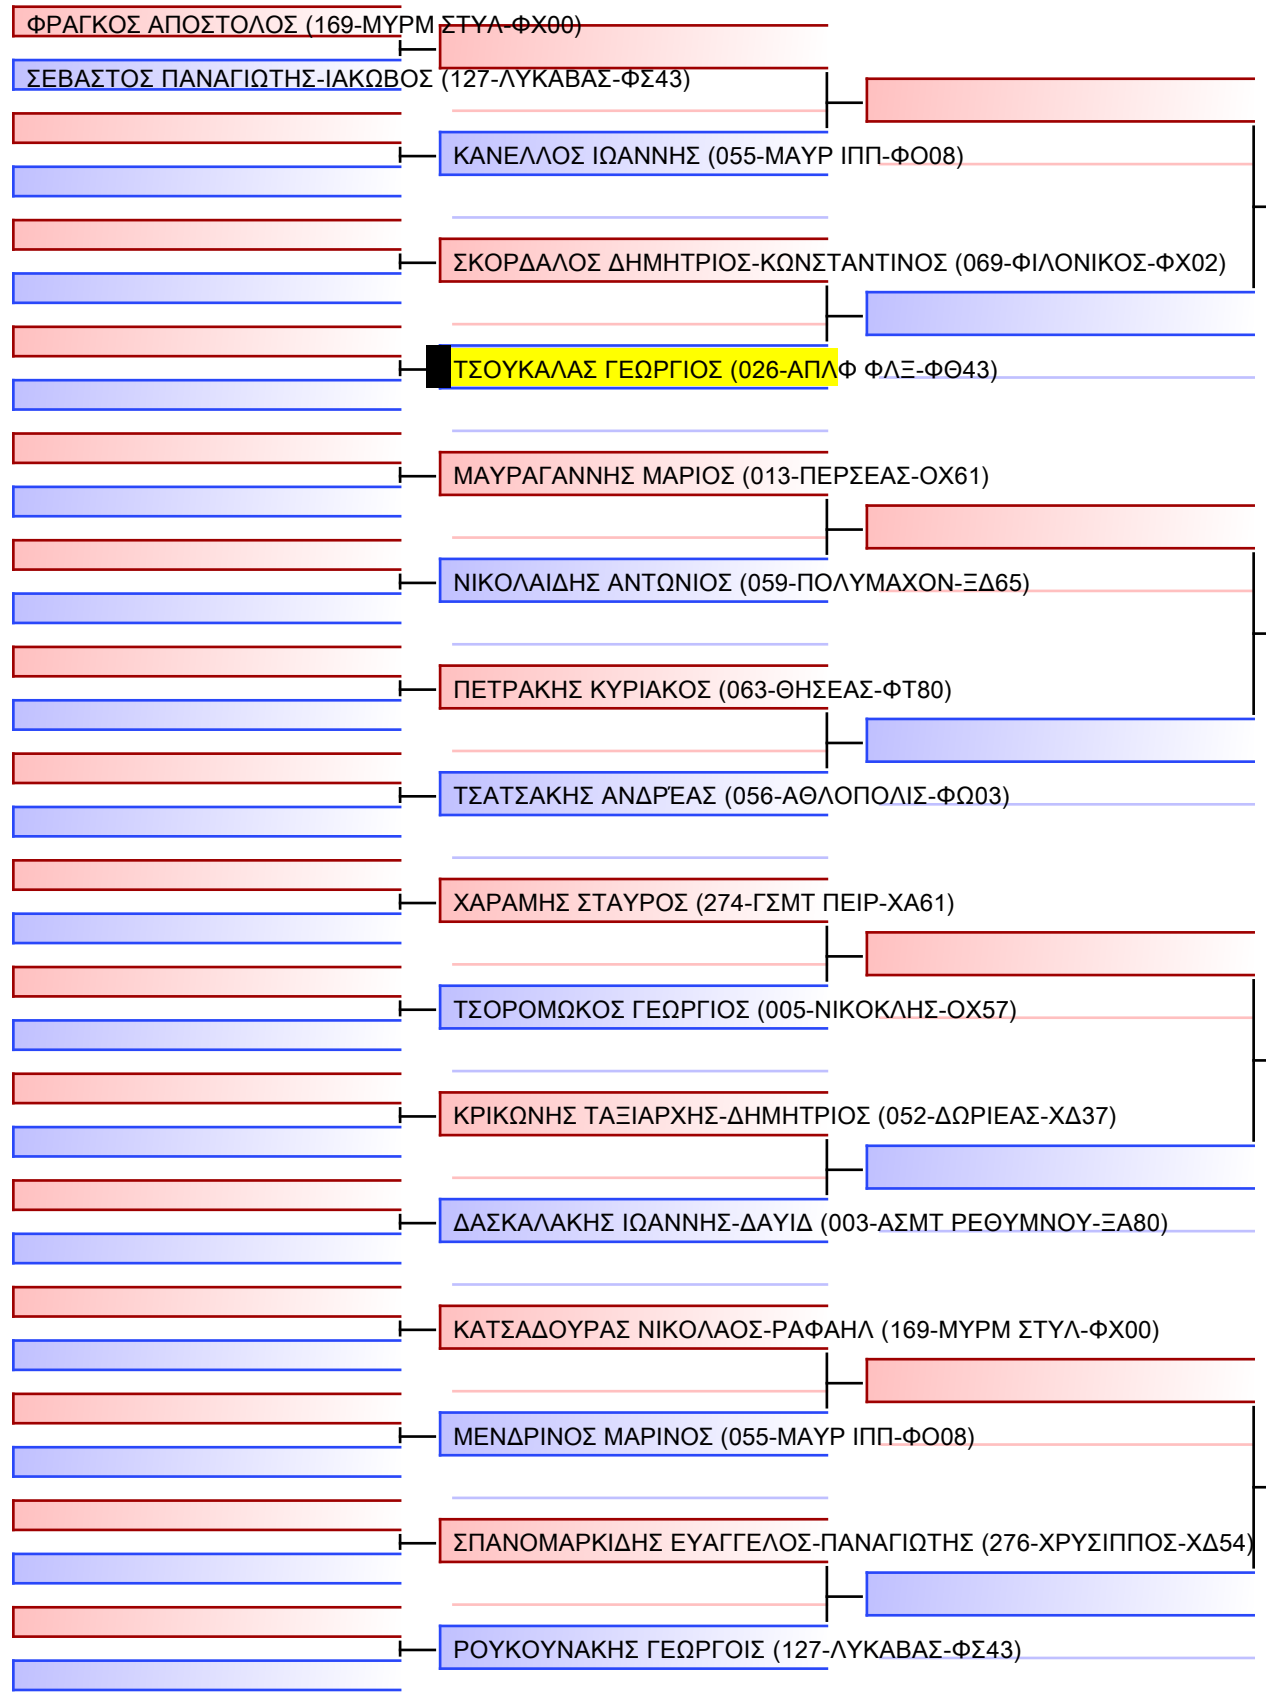 ΦΡΑΓΚΟΣ ΑΠΟΣΤΟΛΟΣ (169-ΜΥΡΜ ΣΤΥΛ-ΦΧ00)
ΣΕΒΑΣΤΟΣ ΠΑΝΑΓΙΩΤΗΣ-ΙΑΚΩΒΟΣ (127-ΛΥΚΑΒΑΣ-ΦΣ43)
ΚΑΝΕΛΛΟΣ ΙΩΑΝΝΗΣ (055-ΜΑΥΡ ΙΠΠ-ΦΟ08)
ΣΚΟΡΔΑΛΟΣ ΔΗΜΗΤΡΙΟΣ-ΚΩΝΣΤΑΝΤΙΝΟΣ (069-ΦΙΛΟΝΙΚΟΣ-ΦΧ02)
ΤΣΟΥΚΑΛΑΣ ΓΕΩΡΓΙΟΣ (026-ΑΠΛΦ ΦΛΞ-ΦΘ43)
ΜΑΥΡΑΓΑΝΝΗΣ ΜΑΡΙΟΣ (013-ΠΕΡΣΕΑΣ-ΟΧ61)
ΝΙΚΟΛΑΙΔΗΣ ΑΝΤΩΝΙΟΣ (059-ΠΟΛΥΜΑΧΟΝ-ΞΔ65)
ΠΕΤΡΑΚΗΣ ΚΥΡΙΑΚΟΣ (063-ΘΗΣΕΑΣ-ΦΤ80)
ΤΣΑΤΣΑΚΗΣ ΑΝΔΡΈΑΣ (056-ΑΘΛΟΠΟΛΙΣ-ΦΩ03)
ΧΑΡΑΜΗΣ ΣΤΑΥΡΟΣ (274-ΓΣΜΤ ΠΕΙΡ-ΧΑ61)
ΤΣΟΡΟΜΩΚΟΣ ΓΕΩΡΓΙΟΣ (005-ΝΙΚΟΚΛΗΣ-ΟΧ57)
ΚΡΙΚΩΝΗΣ ΤΑΞΙΑΡΧΗΣ-ΔΗΜΗΤΡΙΟΣ (052-ΔΩΡΙΕΑΣ-ΧΔ37)
ΔΑΣΚΑΛΑΚΗΣ ΙΩΑΝΝΗΣ-ΔΑΥΙΔ (003-ΑΣΜΤ ΡΕΘΥΜΝΟΥ-ΞΑ80)
ΚΑΤΣΑΔΟΥΡΑΣ ΝΙΚΟΛΑΟΣ-ΡΑΦΑΗΛ (169-ΜΥΡΜ ΣΤΥΛ-ΦΧ00)
ΜΕΝΔΡΙΝΟΣ ΜΑΡΙΝΟΣ (055-ΜΑΥΡ ΙΠΠ-ΦΟ08)
ΣΠΑΝΟΜΑΡΚΙΔΗΣ ΕΥΑΓΓΕΛΟΣ-ΠΑΝΑΓΙΩΤΗΣ (276-ΧΡΥΣΙΠΠΟΣ-ΧΔ54)
ΡΟΥΚΟΥΝΑΚΗΣ ΓΕΩΡΓΟΙΣ (127-ΛΥΚΑΒΑΣ-ΦΣ43)